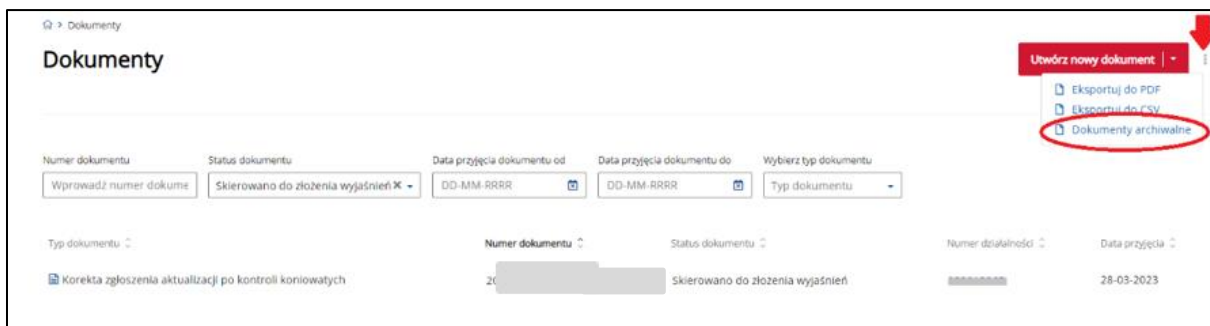 Dokumenty
Dokumenty
Utwórz nowy dokument
Eksportuj do PDF
Eksportuj do CSV
Dokumenty archiwalne
Numer dokumentu Status dokumentu Data przyjęcia dokumentu od Data przyjęcia dokumentu do Wybierz typ dokumentu
Wprowadź numer dokume Skierowano do złożenia wyjaśnień DD-MM-RRRR DD-MM-RRRR Typ dokumentu
Typ dokumentu Numer dokumentu Status dokumentu Numer działalności Data przyjęcia
Korekta zgłoszenia aktualizacji po kontroli koniowatych Skierowano do złożenia wyjaśnień 28-03-2023